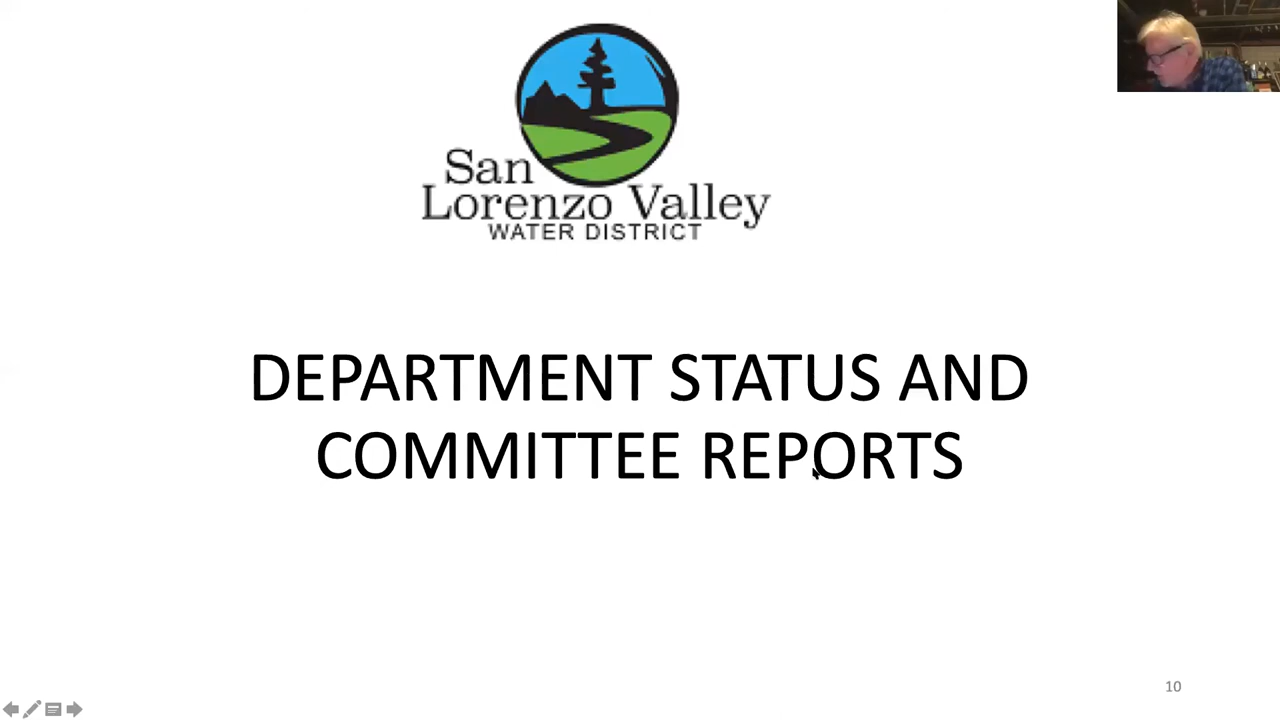 San
Lorenzo Valley
WATER DISTRICT
DEPARTMENT STATUS AND
COMMITTEE REPORTS
10